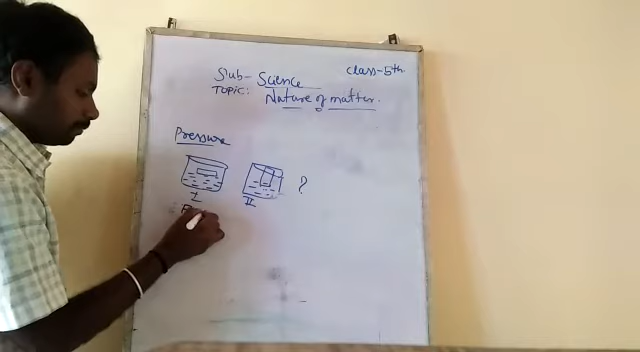 Sub- Science
Class-5th
TOPIC: Nature of matter.
Pressure
I
II
?